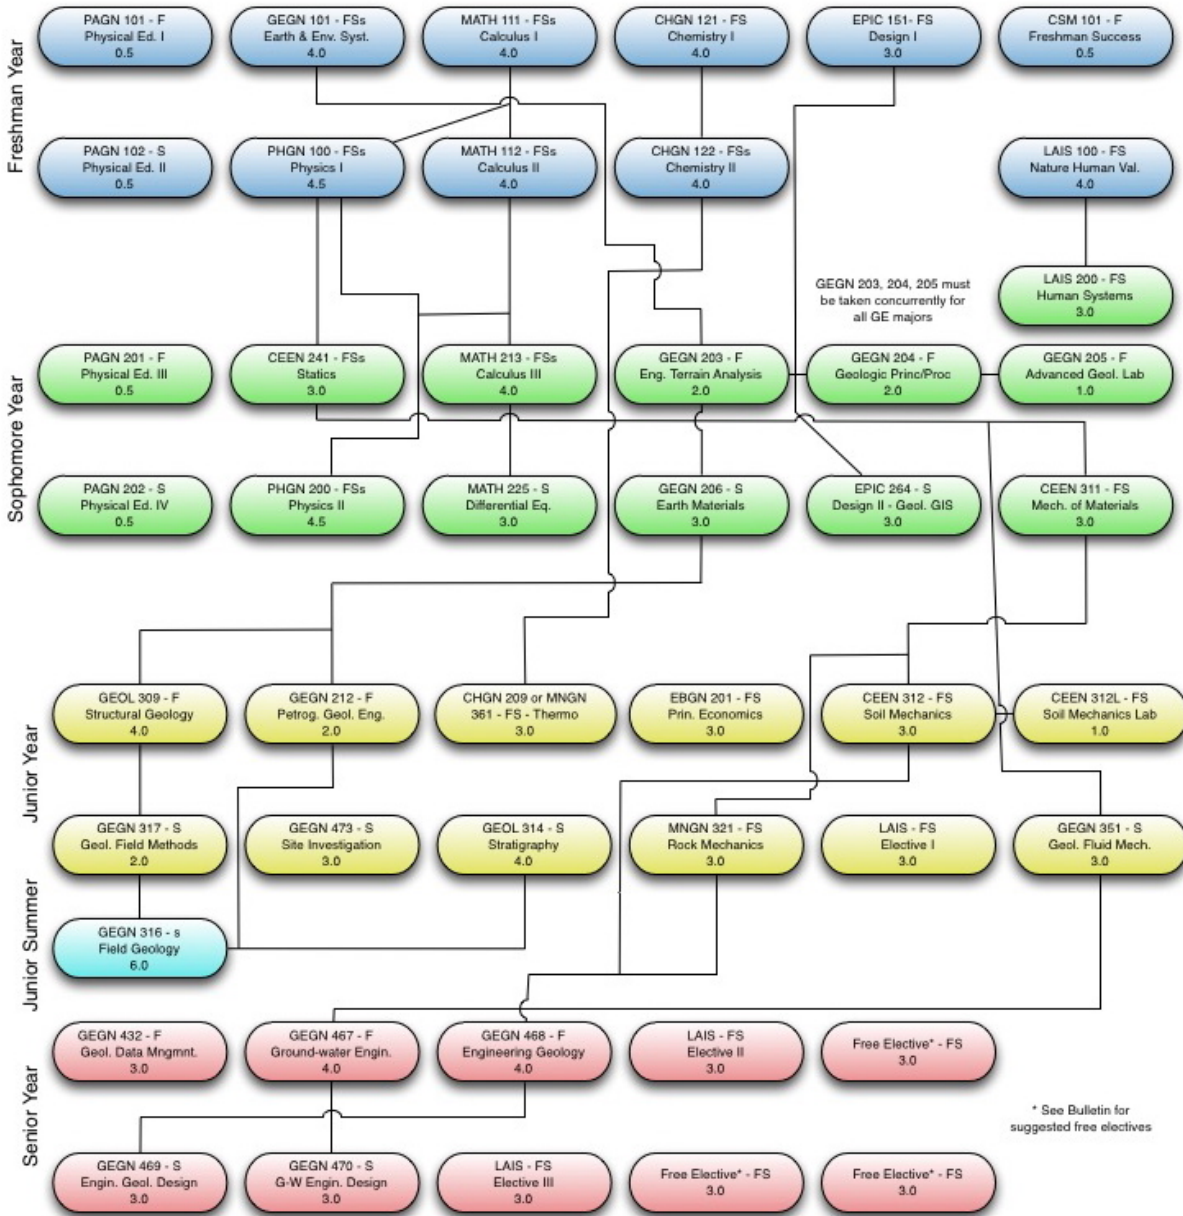 Freshman Year
PAGN 101 - F
Physical Ed. I
0.5
GEGN 101 - FSs
Earth & Env. Syst.
4.0
MATH 111 - FSs
Calculus I
4.0
CHGN 121 - FS
Chemistry I
4.0
EPIC 151- FS
Design I
3.0
CSM 101 - F
Freshman Success
0.5
PAGN 102 - S
Physical Ed. II
0.5
PHGN 100 - FSs
Physics I
4.5
MATH 112 - FSs
Calculus II
4.0
CHGN 122 - FSs
Chemistry II
4.0
LAIS 100 - FS
Nature Human Val.
4.0
GEGN 203, 204, 205 must
be taken concurrently for
all GE majors
LAIS 200 - FS
Human Systems
3.0
Sophomore Year
PAGN 201 - F
Physical Ed. III
0.5
CEEN 241 - FSs
Statics
3.0
MATH 213 - FSs
Calculus III
4.0
GEGN 203 - F
Eng. Terrain Analysis
2.0
GEGN 204 - F
Geologic Princ/Proc
2.0
GEGN 205 - F
Advanced Geol. Lab
1.0
PAGN 202 - S
Physical Ed. IV
0.5
PHGN 200 - FSs
Physics II
4.5
MATH 225 - S
Differential Eq.
3.0
GEGN 206 - S
Earth Materials
3.0
EPIC 264 - S
Design II - Geol. GIS
3.0
CEEN 311 - FS
Mech. of Materials
3.0
Junior Year
GEOL 309 - F
Structural Geology
4.0
GEGN 212 - F
Petrog. Geol. Eng.
2.0
CHGN 209 or MNGN
361 - FS - Thermo
3.0
EBGN 201 - FS
Prin. Economics
3.0
CEEN 312 - FS
Soil Mechanics
3.0
CEEN 312L - FS
Soil Mechanics Lab
1.0
GEGN 317 - S
Geol. Field Methods
2.0
GEGN 473 - S
Site Investigation
3.0
GEOL 314 - S
Stratigraphy
4.0
MNGN 321 - FS
Rock Mechanics
3.0
LAIS - FS
Elective I
3.0
GEGN 351 - S
Geol. Fluid Mech.
3.0
Junior Summer
GEGN 316 - s
Field Geology
6.0
Senior Year
GEGN 432 - F
Geol. Data Mngmnt.
3.0
GEGN 467 - F
Ground-water Engin.
4.0
GEGN 468 - F
Engineering Geology
4.0
LAIS - FS
Elective II
3.0
Free Elective* - FS
3.0
* See Bulletin for
suggested free electives
GEGN 469 - S
Engin. Geol. Design
3.0
GEGN 470 - S
G-W Engin. Design
3.0
LAIS - FS
Elective III
3.0
Free Elective* - FS
3.0
Free Elective* - FS
3.0